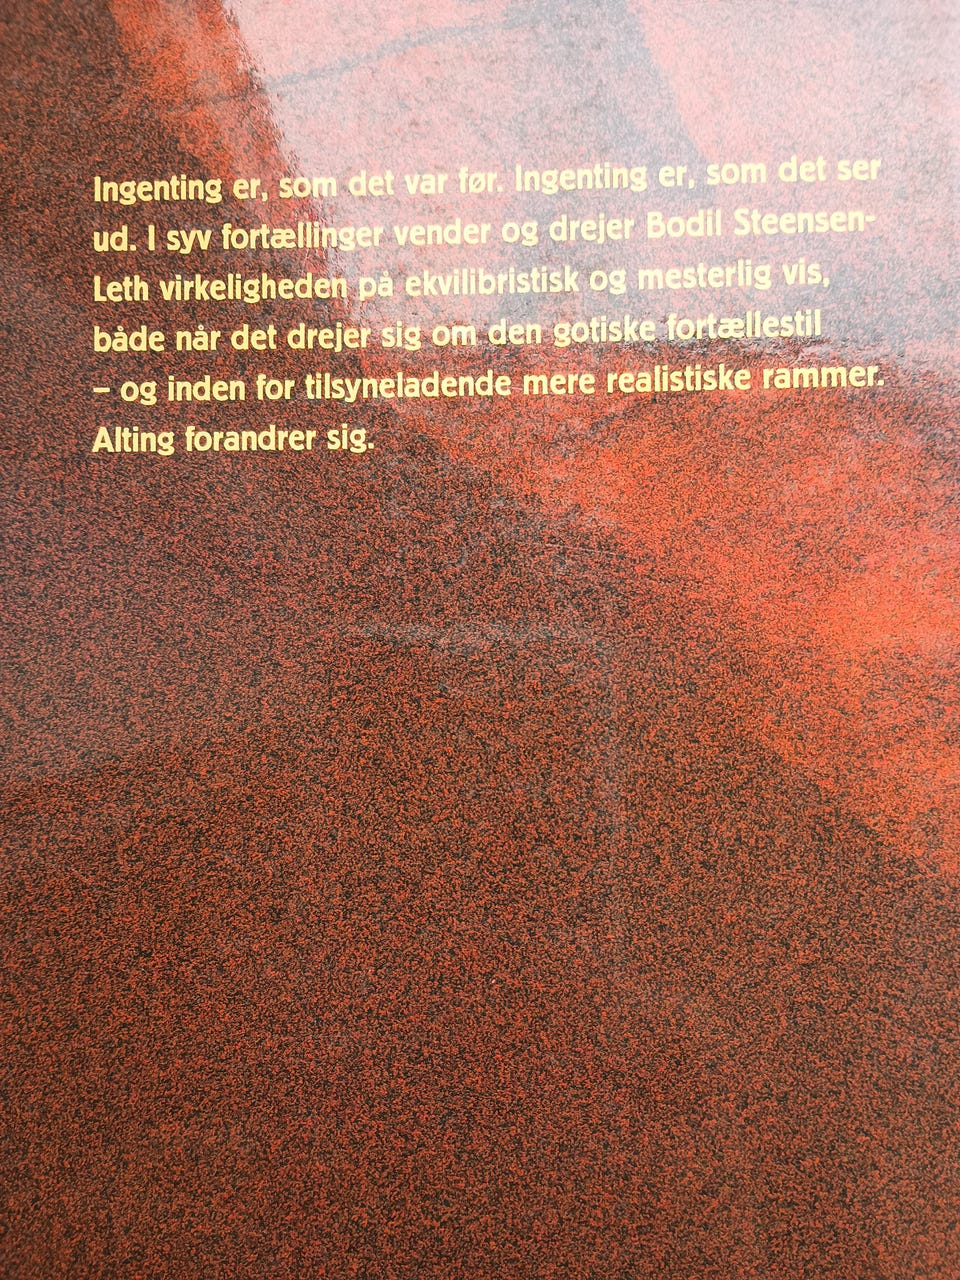 Ingenting er, som det var før. Ingenting er, som det ser
ud. I syv fortællinger vender og drejer Bodil Steensen-
Leth virkeligheden på ekvilibristisk og mesterlig vis,
både når det drejer sig om den gotiske fortællestil
– og inden for tilsyneladende mere realistiske rammer.
Alting forandrer sig.